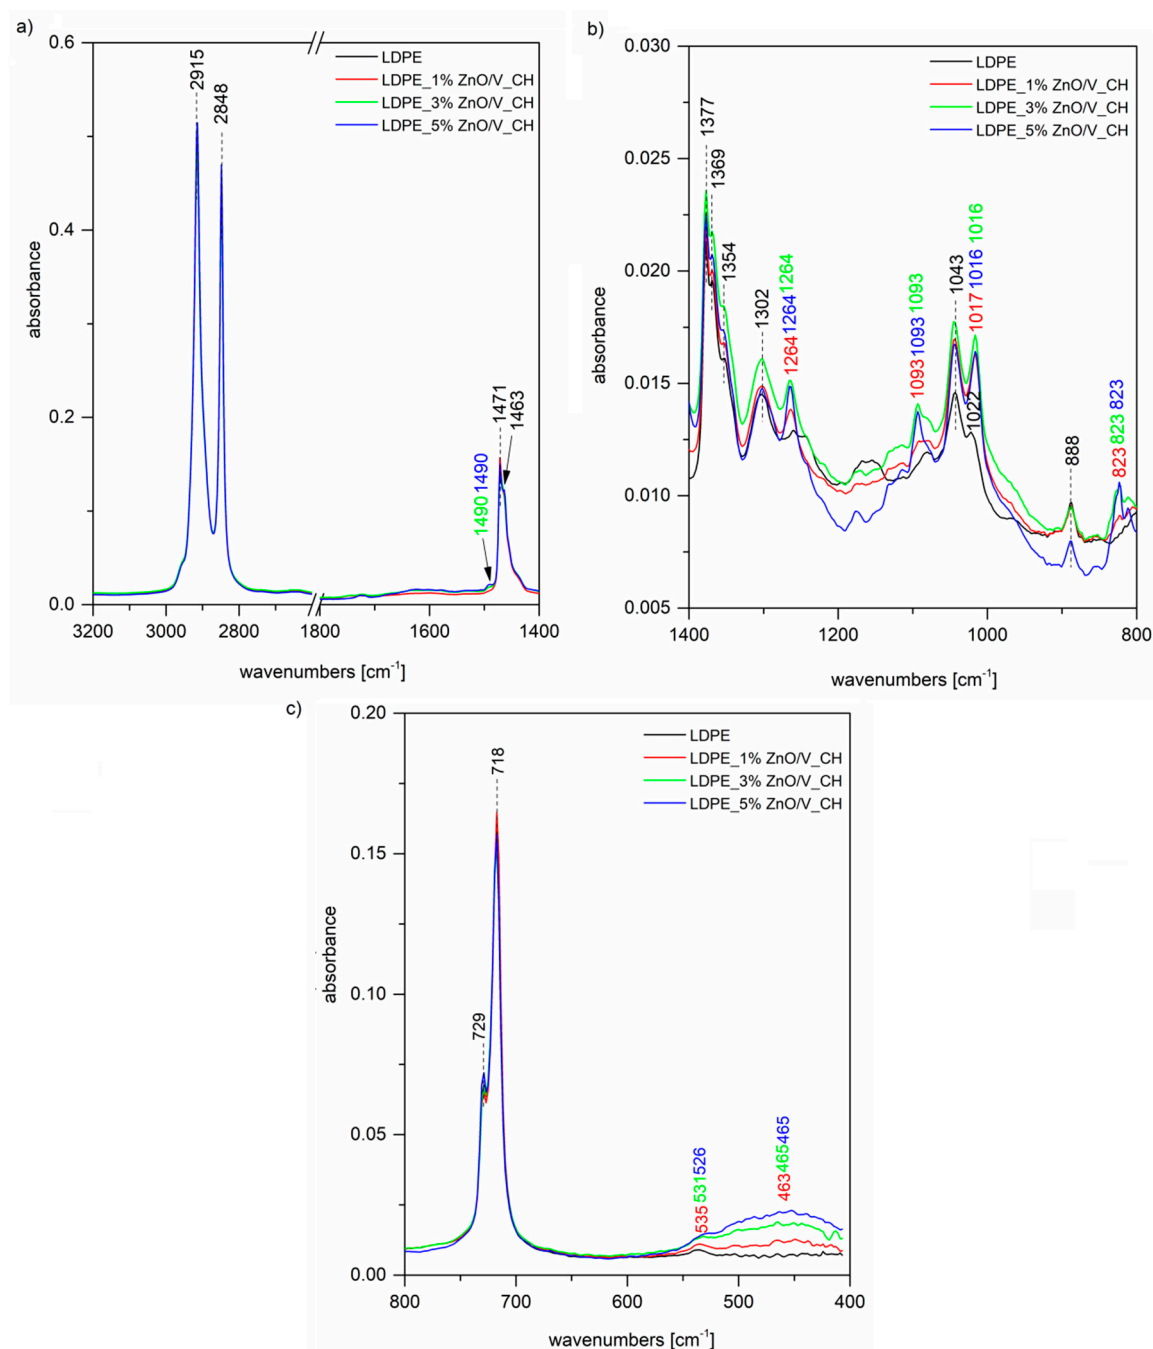 a)
2915
2848
LDPE
LDPE_1% ZnO/V_CH
LDPE_3% ZnO/V_CH
LDPE_5% ZnO/V_CH
1471
1463
1490 1490
0.6
0.4
0.2
0.0
absorbance
3200 3000 2800 1800 1600 1400
wavenumbers [cm⁻¹]
b)
LDPE
LDPE_1% ZnO/V_CH
LDPE_3% ZnO/V_CH
LDPE_5% ZnO/V_CH
1377
1369
1354
1302
1264 1264 1264
1093 1093 1093
1043
1017 1016 1016
1022
888
823 823 823
0.030
0.025
0.020
0.015
0.010
0.005
absorbance
1400 1200 1000 800
wavenumbers [cm⁻¹]
c)
LDPE
LDPE_1% ZnO/V_CH
LDPE_3% ZnO/V_CH
LDPE_5% ZnO/V_CH
718
729
535 531 526
463 465 465
0.20
0.15
0.10
0.05
0.00
absorbance
800 700 600 500 400
wavenumbers [cm⁻¹]